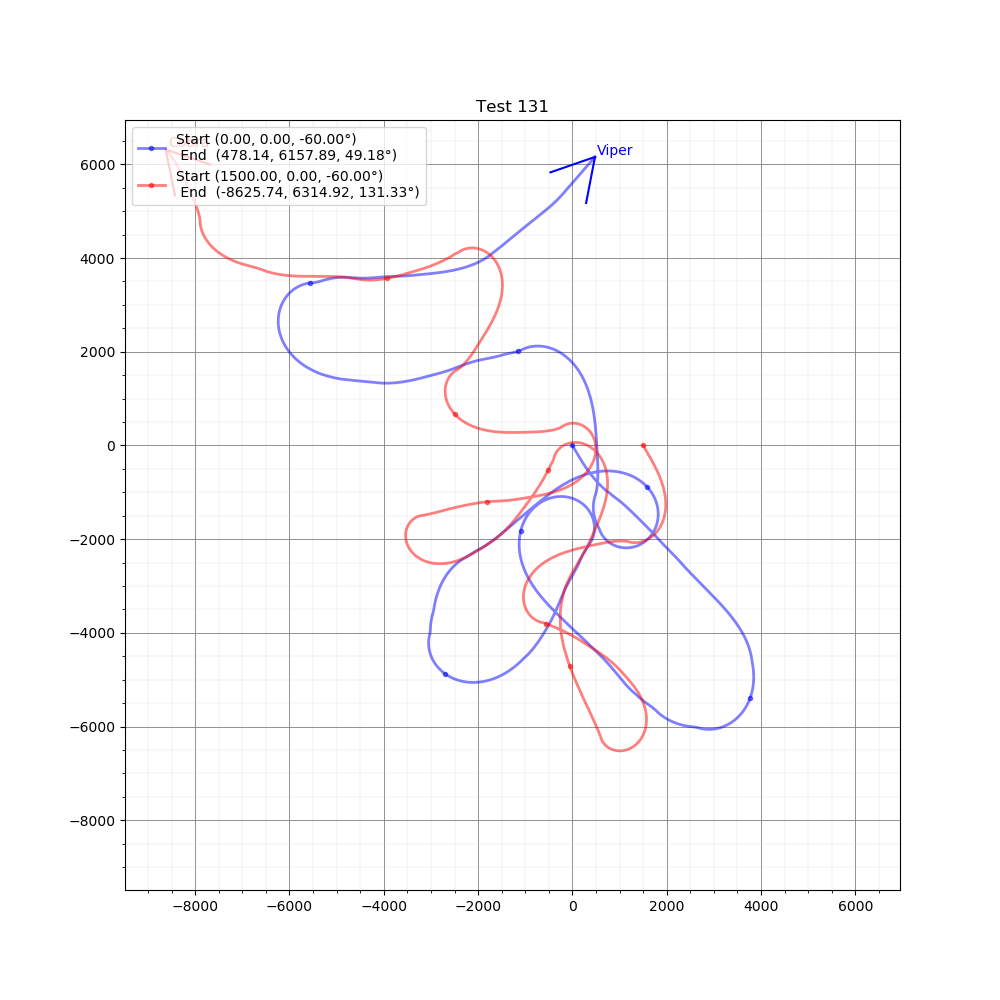 Test 131
Start (0.00, 0.00, -60.00°)
End (478.14, 6157.89, 49.18°)
Start (1500.00, 0.00, -60.00°)
End (-8625.74, 6314.92, 131.33°)
Viper
6000
4000
2000
0
−2000
−4000
−6000
−8000
−8000 −6000 −4000 −2000 0 2000 4000 6000